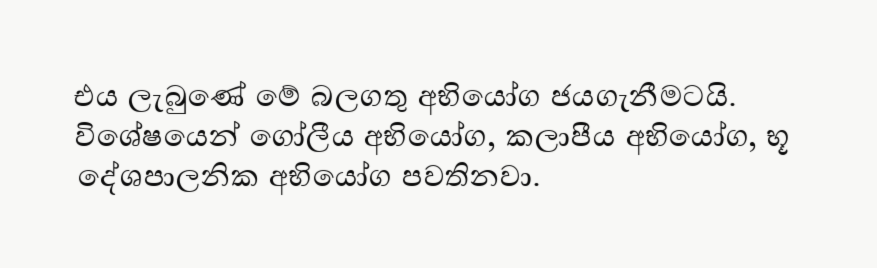 එය ලැබුණේ මේ බලගතු අභියෝග ජයගැනීමටයි.
විශේෂයෙන් ගෝලීය අභියෝග, කලාපීය අභියෝග, භූ
දේශපාලනික අභියෝග පවතිනවා.